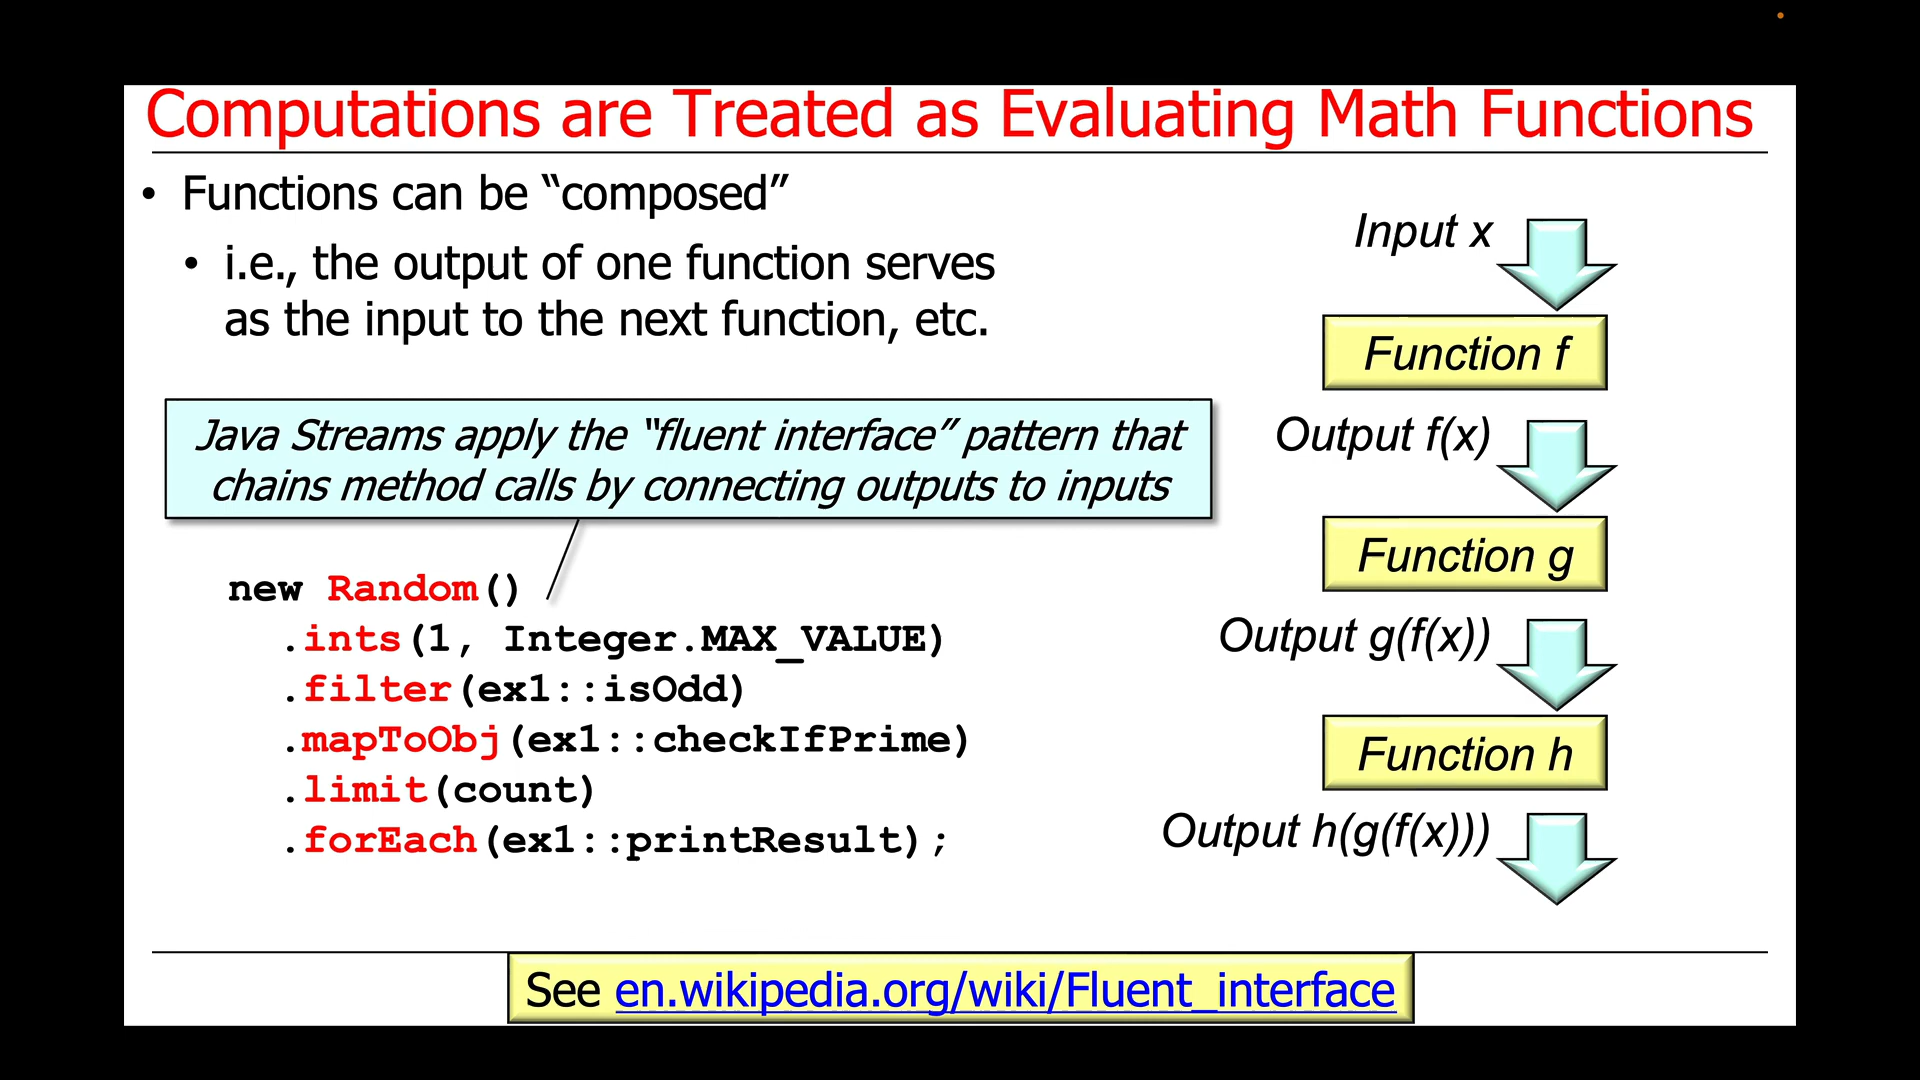 Computations are Treated as Evaluating Math Functions
• Functions can be “composed”
• i.e., the output of one function serves
as the input to the next function, etc.
Java Streams apply the “fluent interface” pattern that
chains method calls by connecting outputs to inputs
new Random()
.ints(1, Integer.MAX_VALUE)
.filter(ex1::isOdd)
.mapToObj(ex1::checkIfPrime)
.limit(count)
.forEach(ex1::printResult);
Input x
Function f
Output f(x)
Function g
Output g(f(x))
Function h
Output h(g(f(x)))
See en.wikipedia.org/wiki/Fluent_interface